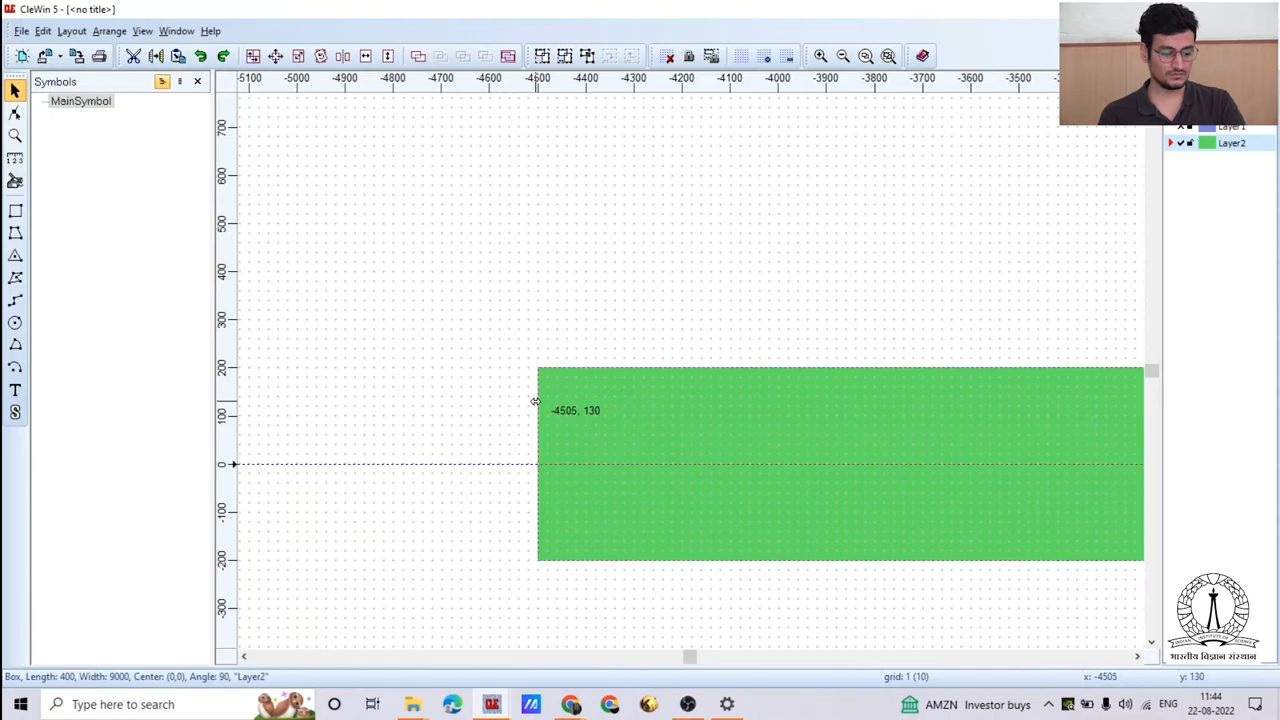 CleWin 5 - [<no title>]
File Edit Layout Arrange View Window Help
Symbols
MainSymbol
-5100 -5000 -4900 -4800 -4700 -4600 -4500 -4400 -4300 -4200 -4100 -4000 -3900 -3800 -3700 -3600 -3500
700
600
500
400
300
200
100
0
-100
-200
-300
-4505, 130
Layer1
Layer2
1 2 3
T
S
भारतीय विज्ञान संस्थान
Box, Length: 400, Width: 9000, Center: (0,0), Angle: 90, "Layer2"
grid: 1 (10)
x: -4505
y: 130
Type here to search
AMZN Investor buys
ENG
11:44
22-08-2022